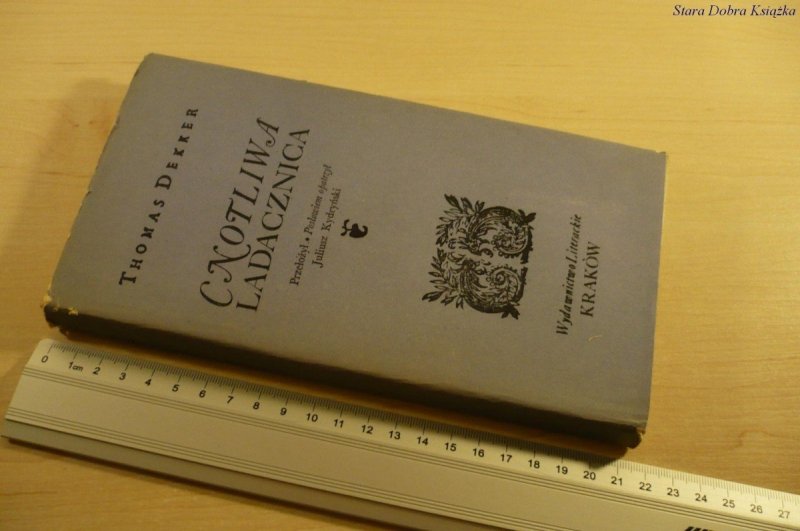 Stara Dobra Książka
THOMAS DEKKER
CNOTLIWA
LADACZNICA
Przełożył • Posłowiem opatrzył
Juliusz Kydryński
Wydawnictwo Literackie
KRAKÓW
0 1cm 2 3 4 5 6 7 8 9 10 11 12 13 14 15 16 17 18 19 20 21 22 23 24 25 26 27